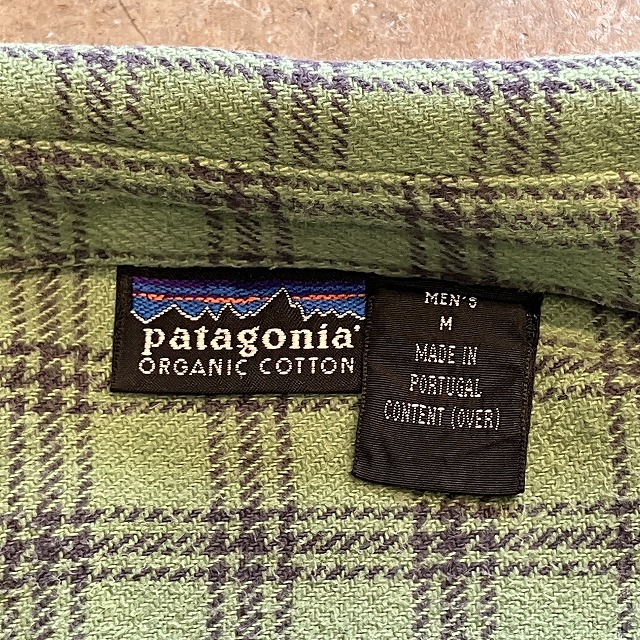 patagonia®
ORGANIC COTTON
MEN'S
M
MADE IN
PORTUGAL
CONTENT (OVER)